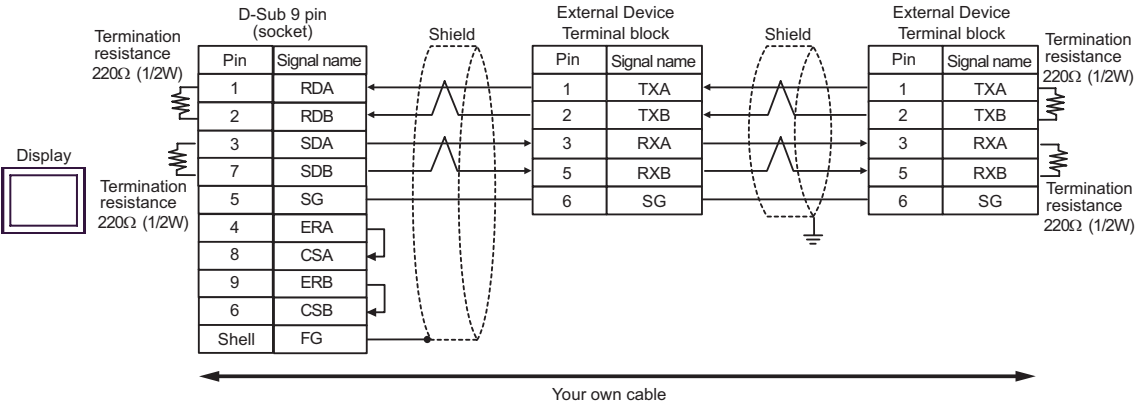 D-Sub 9 pin
(socket)
External Device
Terminal block
External Device
Terminal block
Termination
resistance
220Ω (1/2W)
Shield
Shield
Termination
resistance
220Ω (1/2W)
Pin Signal name
1 RDA
2 RDB
3 SDA
7 SDB
5 SG
4 ERA
8 CSA
9 ERB
6 CSB
Shell FG
Pin Signal name
1 TXA
2 TXB
3 RXA
5 RXB
6 SG
Pin Signal name
1 TXA
2 TXB
3 RXA
5 RXB
6 SG
Display
Termination
resistance
220Ω (1/2W)
Termination
resistance
220Ω (1/2W)
Your own cable